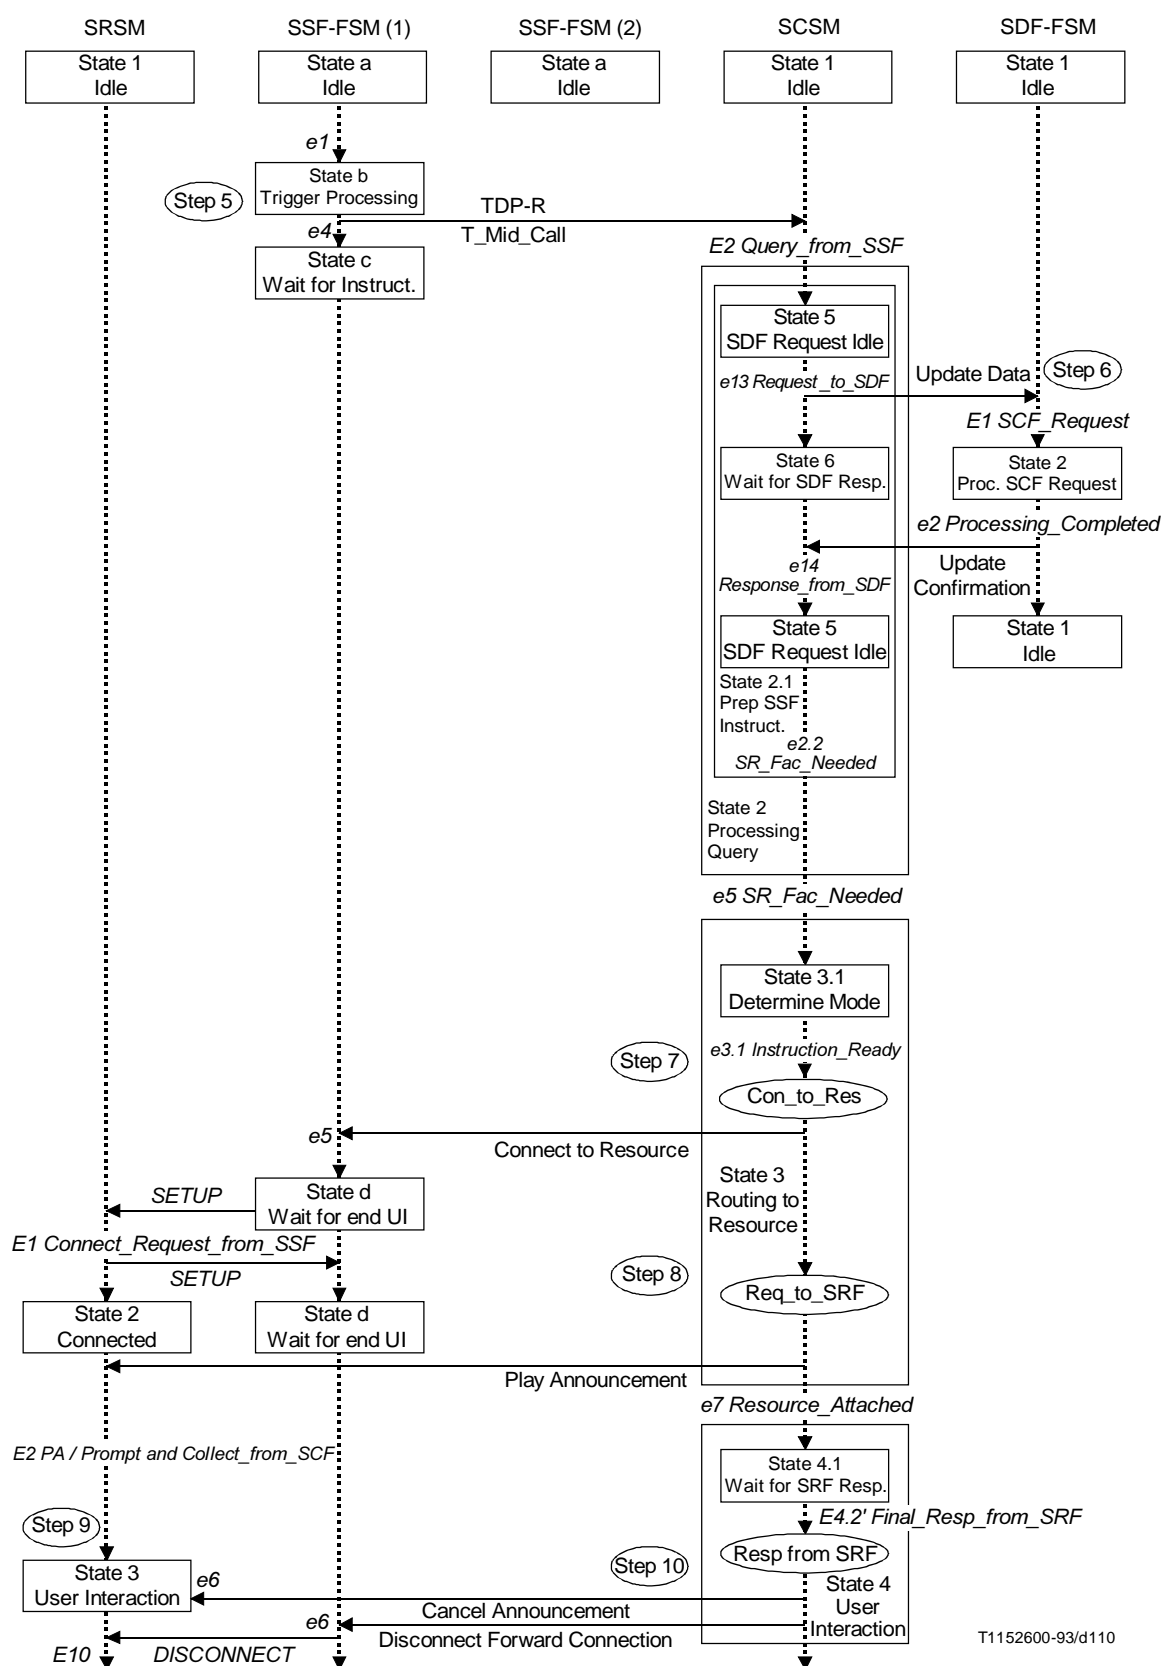 SRSM
SSF-FSM (1)
SSF-FSM (2)
SCSM
SDF-FSM
State 1
Idle
State a
Idle
State a
Idle
State 1
Idle
State 1
Idle
e1
State b
Trigger Processing
Step 5
TDP-R
T_Mid_Call
e4
E2 Query_from_SSF
State c
Wait for Instruct.
State 5
SDF Request Idle
e13 Request_to_SDF
Update Data
Step 6
E1 SCF_Request
State 6
Wait for SDF Resp.
State 2
Proc. SCF Request
e2 Processing_Completed
e14
Response_from_SDF
Update
Confirmation
State 5
SDF Request Idle
State 1
Idle
State 2.1
Prep SSF
Instruct.
e2.2
SR_Fac_Needed
State 2
Processing
Query
e5 SR_Fac_Needed
State 3.1
Determine Mode
Step 7
e3.1 Instruction_Ready
Con_to_Res
e5
Connect to Resource
State 3
Routing to
Resource
SETUP
State d
Wait for end UI
E1 Connect_Request_from_SSF
SETUP
Step 8
Req_to_SRF
State 2
Connected
State d
Wait for end UI
Play Announcement
e7 Resource_Attached
E2 PA / Prompt and Collect_from_SCF
State 4.1
Wait for SRF Resp.
Step 9
E4.2' Final_Resp_from_SRF
Resp from SRF
Step 10
State 3
User Interaction
e6
State 4
User
Interaction
Cancel Announcement
e6
Disconnect Forward Connection
E10
DISCONNECT
T1152600-93/d110